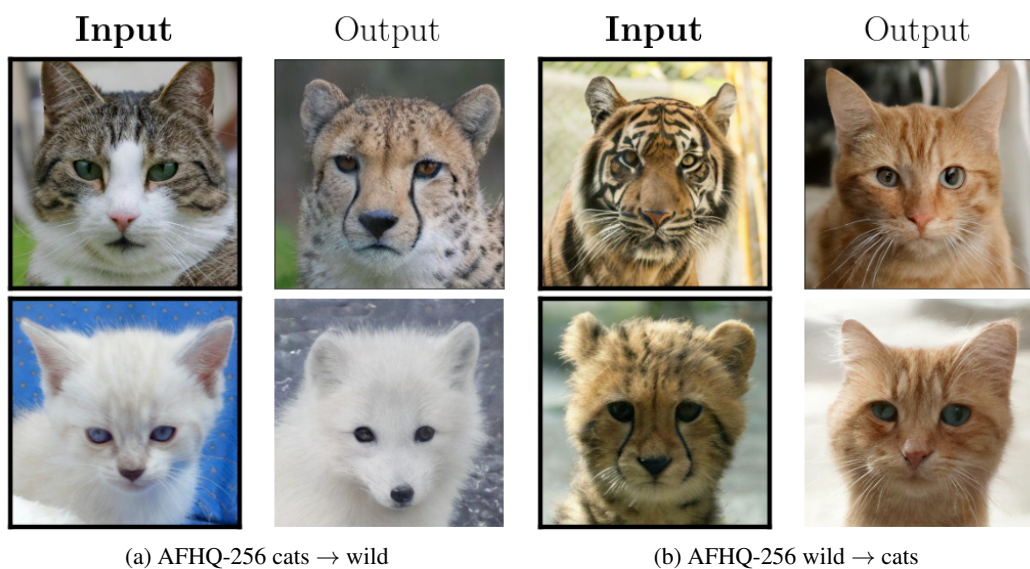 Input Output Input Output
(a) AFHQ-256 cats → wild
(b) AFHQ-256 wild → cats